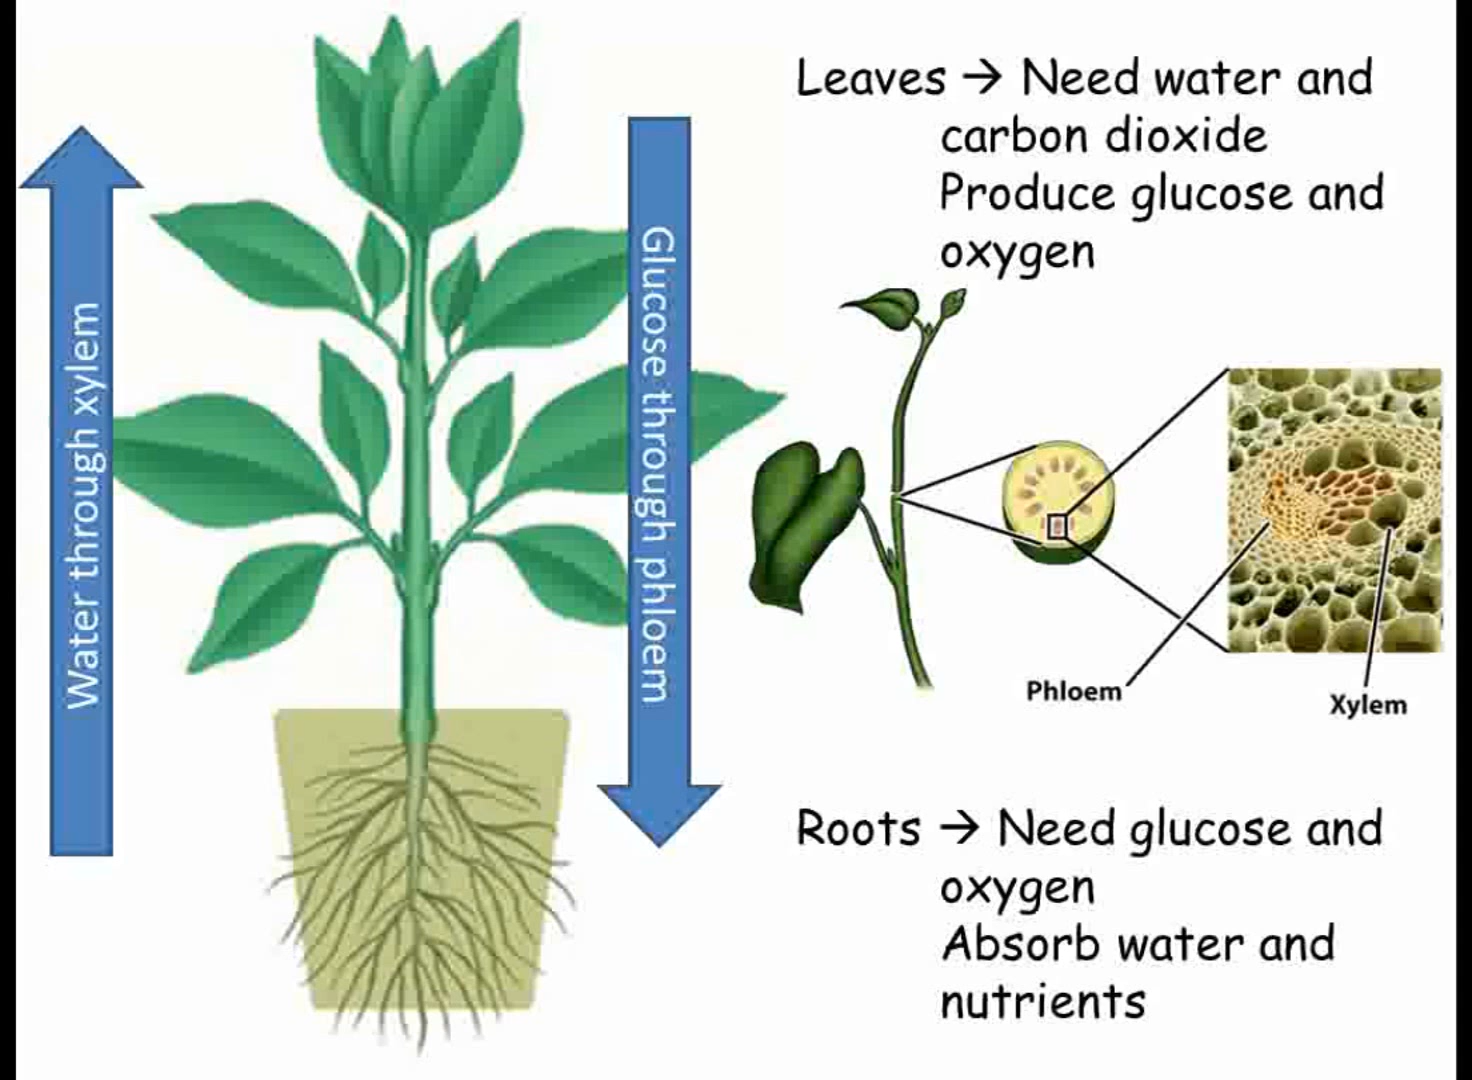 Leaves → Need water and
carbon dioxide
Produce glucose and
oxygen
Water through xylem
Glucose through phloem
Phloem
Xylem
Roots → Need glucose and
oxygen
Absorb water and
nutrients